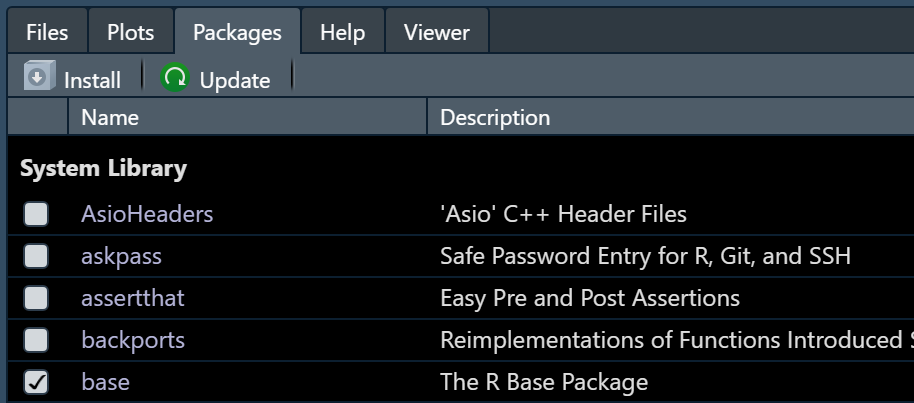 Files Plots Packages Help Viewer
Install Update
Name Description
System Library
AsioHeaders 'Asio' C++ Header Files
askpass Safe Password Entry for R, Git, and SSH
assertthat Easy Pre and Post Assertions
backports Reimplementations of Functions Introduced
base The R Base Package